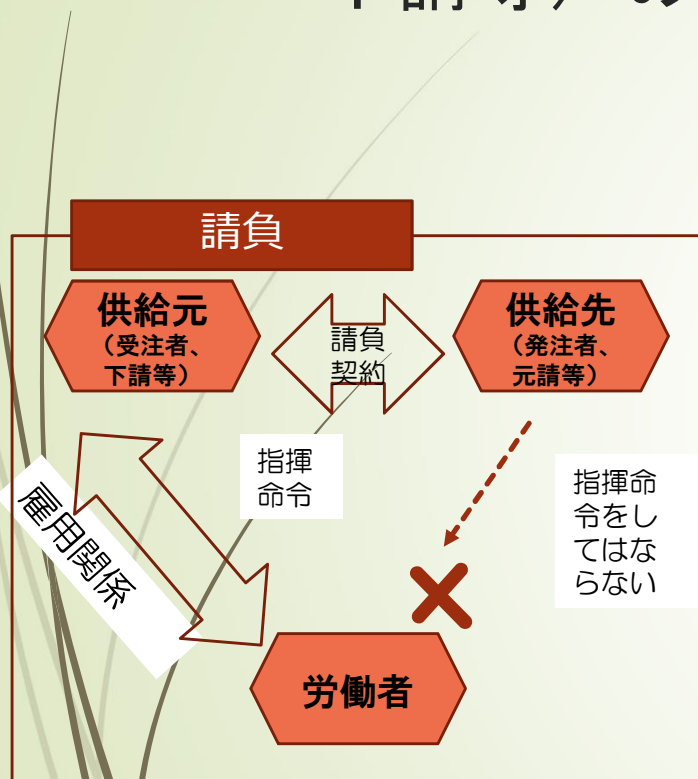 請負
供給元
（受注者、
下請等）
請負
契約
供給先
（発注者、
元請等）
指揮
命令
雇用関係
指揮命
令をし
てはな
らない
労働者